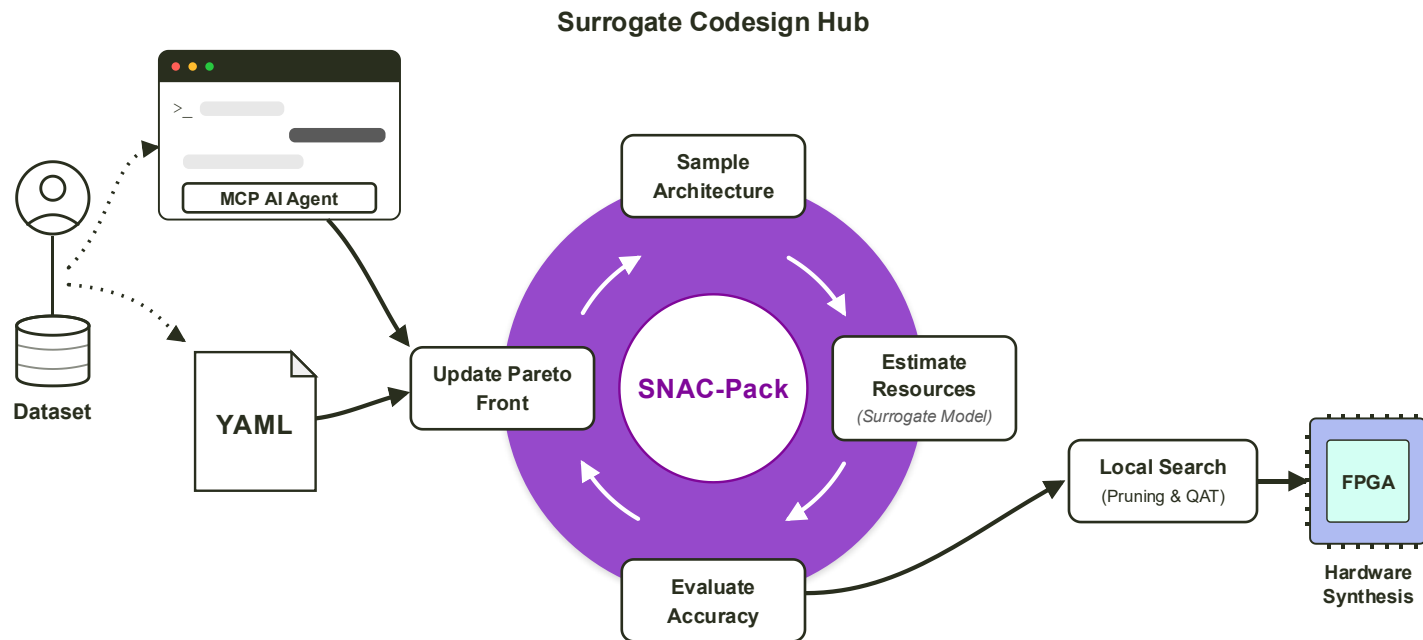 Surrogate Codesign Hub
>_
MCP AI Agent
Dataset
YAML
Update Pareto
Front
Sample
Architecture
SNAC-Pack
Estimate
Resources
(Surrogate Model)
Evaluate
Accuracy
Local Search
(Pruning & QAT)
FPGA
Hardware
Synthesis